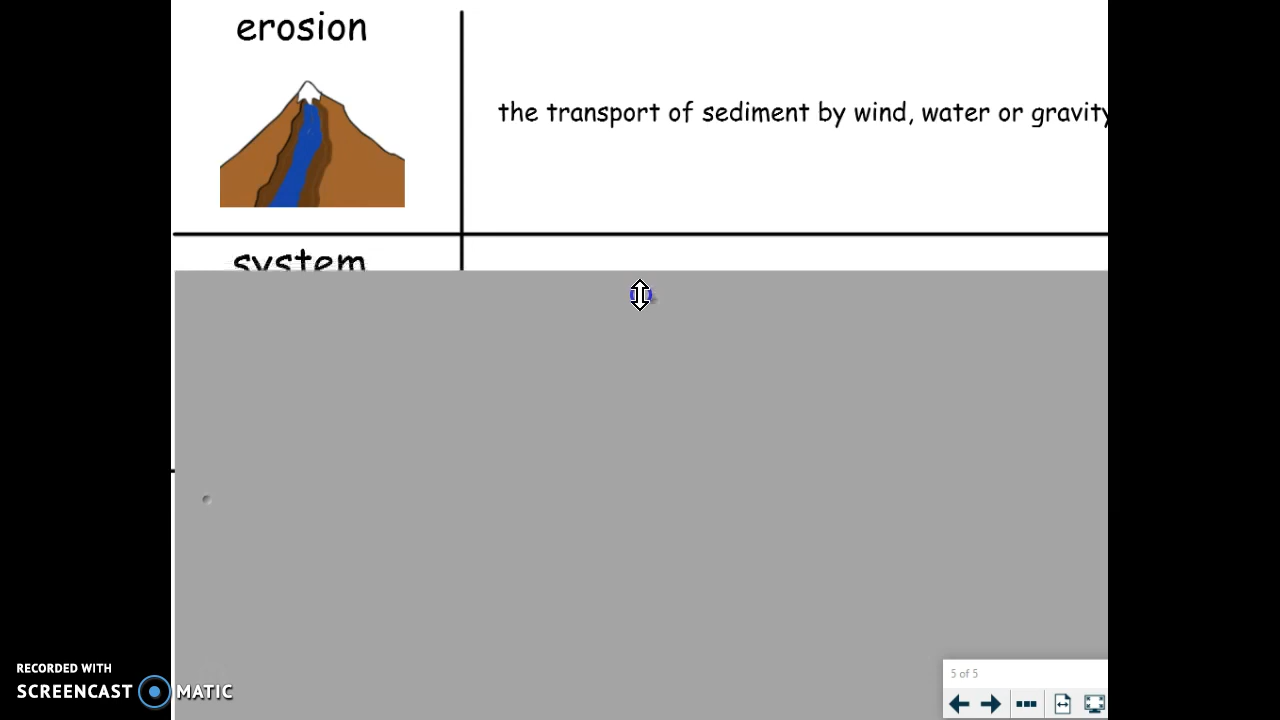 erosion
the transport of sediment by wind, water or gravity
system
5 of 5
RECORDED WITH
SCREENCAST MATIC